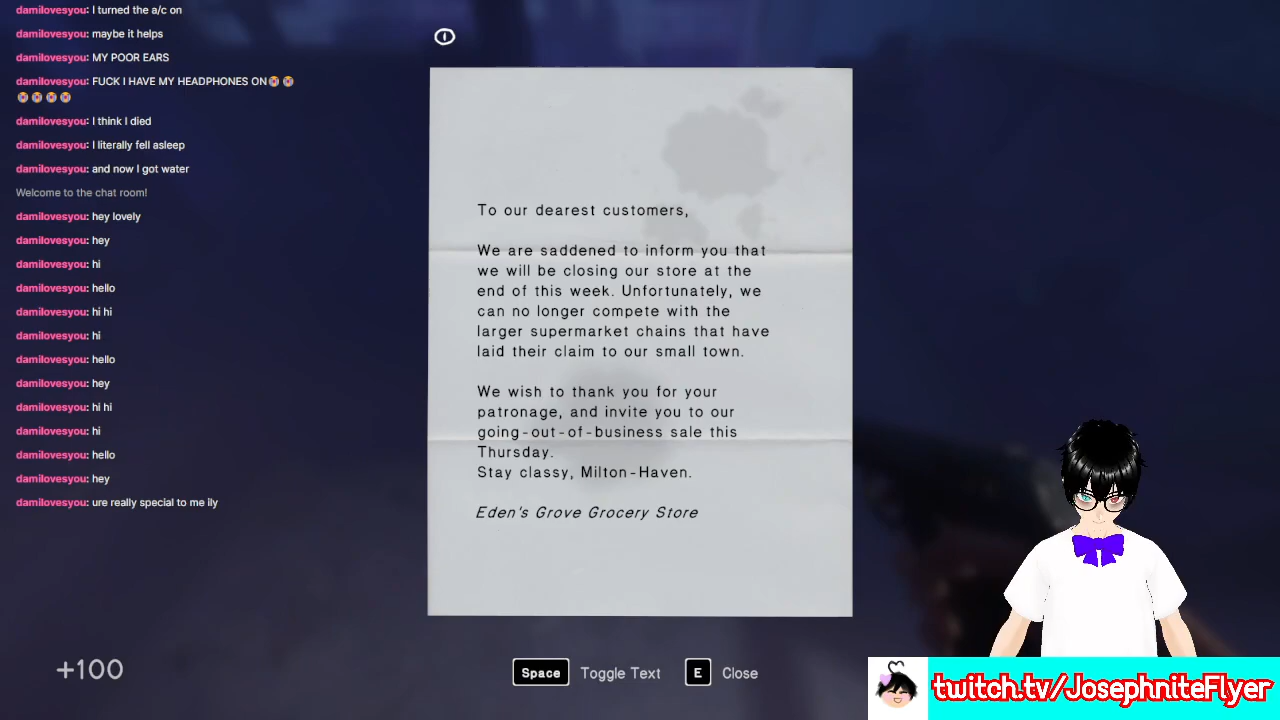 damilovesyou: I turned the a/c on
damilovesyou: maybe it helps
damilovesyou: MY POOR EARS
damilovesyou: FUCK I HAVE MY HEADPHONES ON😭😭
😭😭😭😭
damilovesyou: I think I died
damilovesyou: I literally fell asleep
damilovesyou: and now I got water
Welcome to the chat room!
damilovesyou: hey lovely
damilovesyou: hey
damilovesyou: hi
damilovesyou: hello
damilovesyou: hi hi
damilovesyou: hi
damilovesyou: hello
damilovesyou: hey
damilovesyou: hi hi
damilovesyou: hi
damilovesyou: hello
damilovesyou: hey
damilovesyou: ure really special to me ily
To our dearest customers,
We are saddened to inform you that
we will be closing our store at the
end of this week. Unfortunately, we
can no longer compete with the
larger supermarket chains that have
laid their claim to our small town.
We wish to thank you for your
patronage, and invite you to our
going-out-of-business sale this
Thursday.
Stay classy, Milton-Haven.
Eden's Grove Grocery Store
+100
Space Toggle Text E Close
twitch.tv/JosephniteFlyer